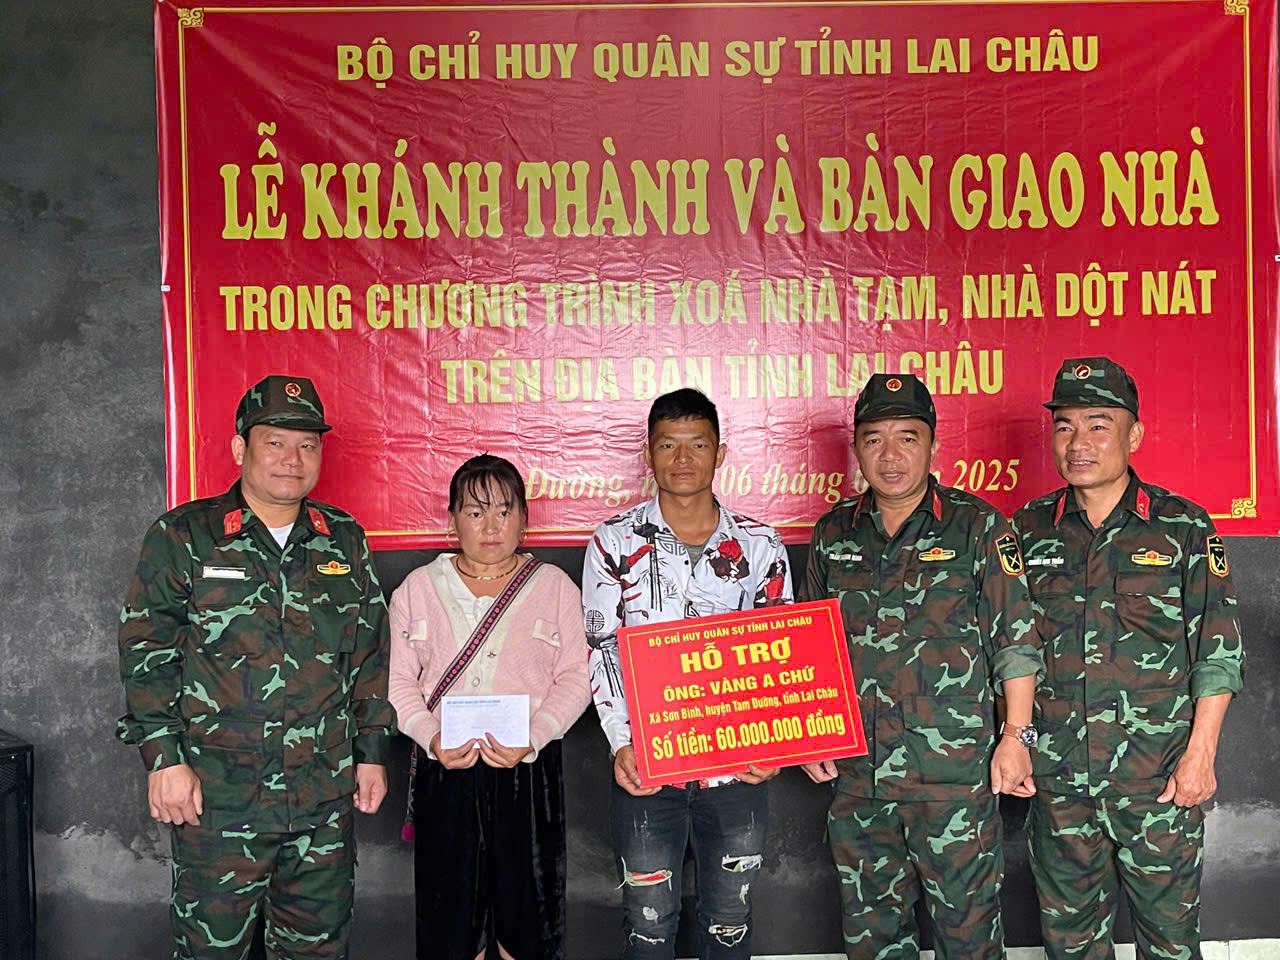 BỘ CHỈ HUY QUÂN SỰ TỈNH LAI CHÂU
LỄ KHÁNH THÀNH VÀ BÀN GIAO NHÀ
TRONG CHƯƠNG TRÌNH XOÁ NHÀ TẠM, NHÀ DỘT NÁT
TRÊN ĐỊA BÀN TỈNH LAI CHÂU
Đường, 06 tháng 2025
BỘ CHỈ HUY QUÂN SỰ TỈNH LAI CHÂU
HỖ TRỢ
ÔNG: VÀNG A CHỨ
Xã Sơn Bình, huyện Tam Đường, tỉnh Lai Châu
Số tiền: 60.000.000 đồng